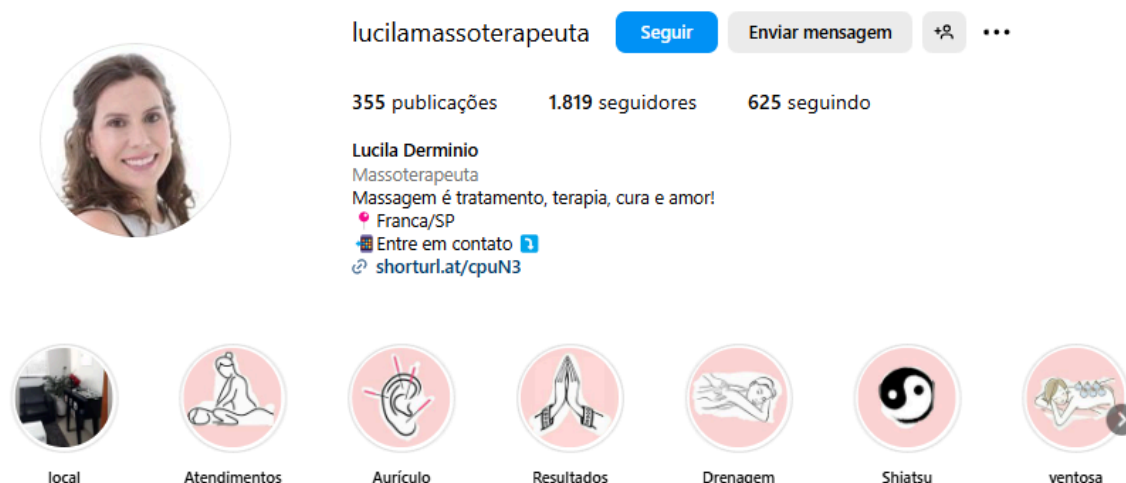 lucilamassoterapeuta Seguir Enviar mensagem
355 publicações 1.819 seguidores 625 seguindo
Lucila Derminio
Massoterapeuta
Massagem é tratamento, terapia, cura e amor!
Franca/SP
Entre em contato
shorturl.at/cpuN3
local Atendimentos Aurículo Resultados Drenagem Shiatsu ventosa